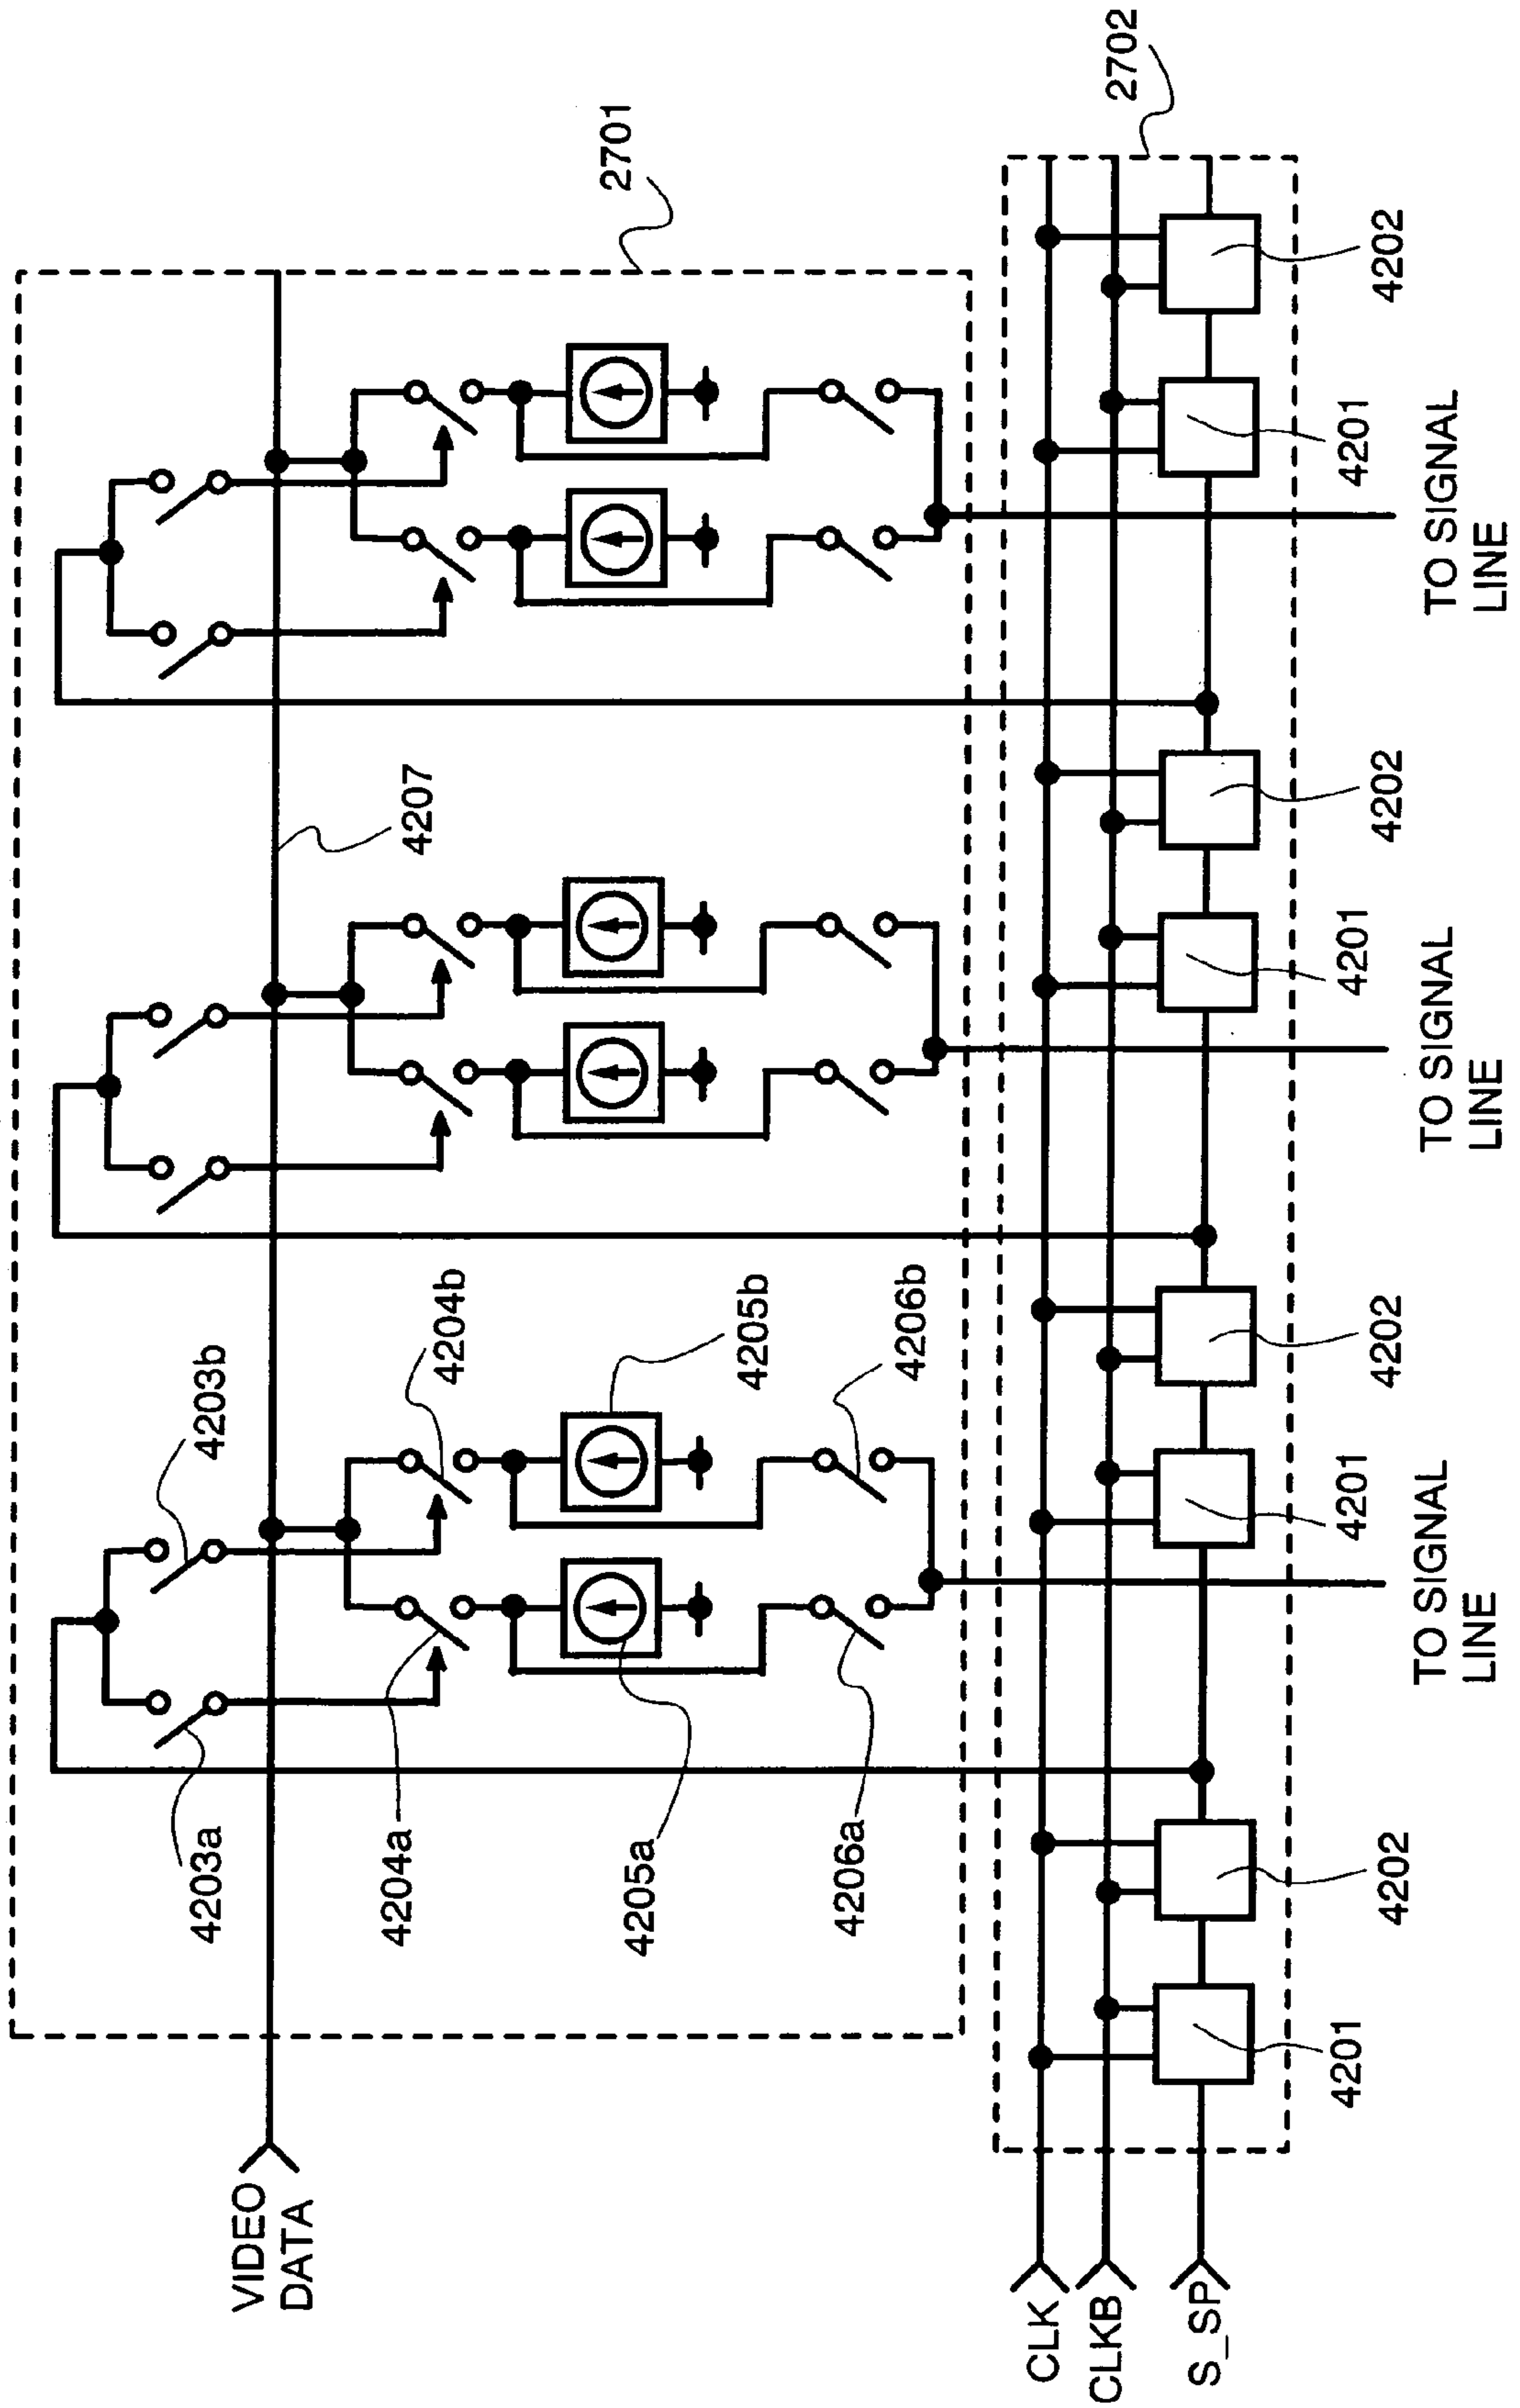 2701
2702
4203b
4203a
VIDEO
DATA
4207
4204b
4204a
4205b
4205a
4206b
4206a
CLK
CLKB
S_SP
4201
4202
4201
4202
4201
4202
4201
4202
TO SIGNAL
LINE
TO SIGNAL
LINE
TO SIGNAL
LINE